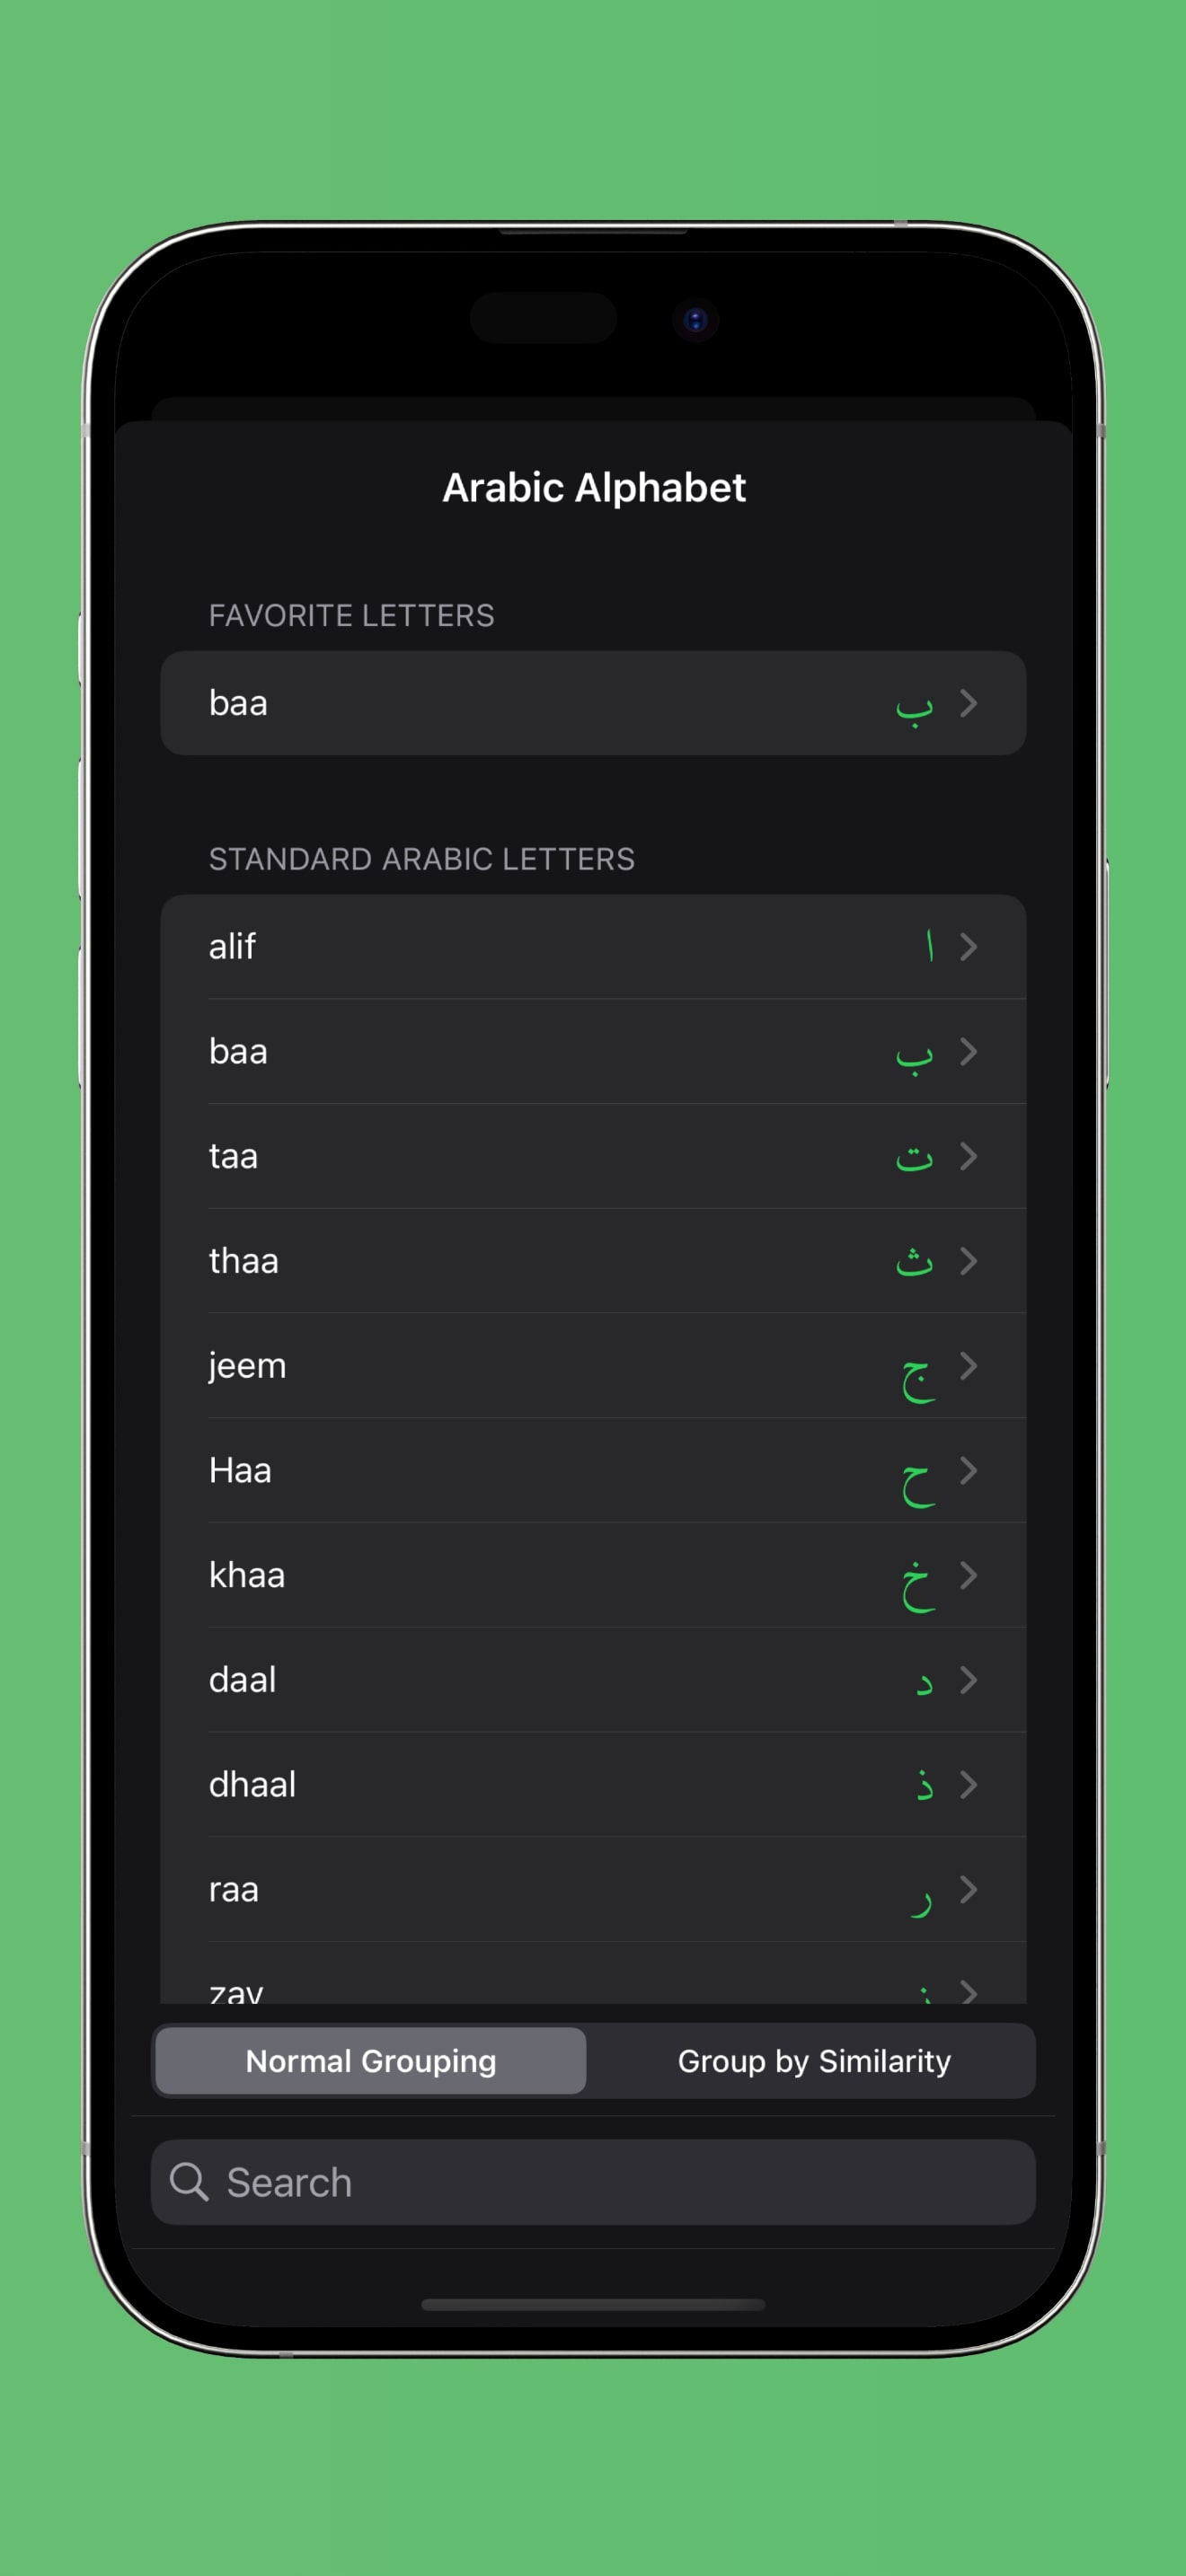 Arabic Alphabet
FAVORITE LETTERS
baa ب
STANDARD ARABIC LETTERS
alif ا
baa ب
taa ت
thaa ث
jeem ج
Haa ح
khaa خ
daal د
dhaal ذ
raa ر
zay ز
Normal Grouping Group by Similarity
Search